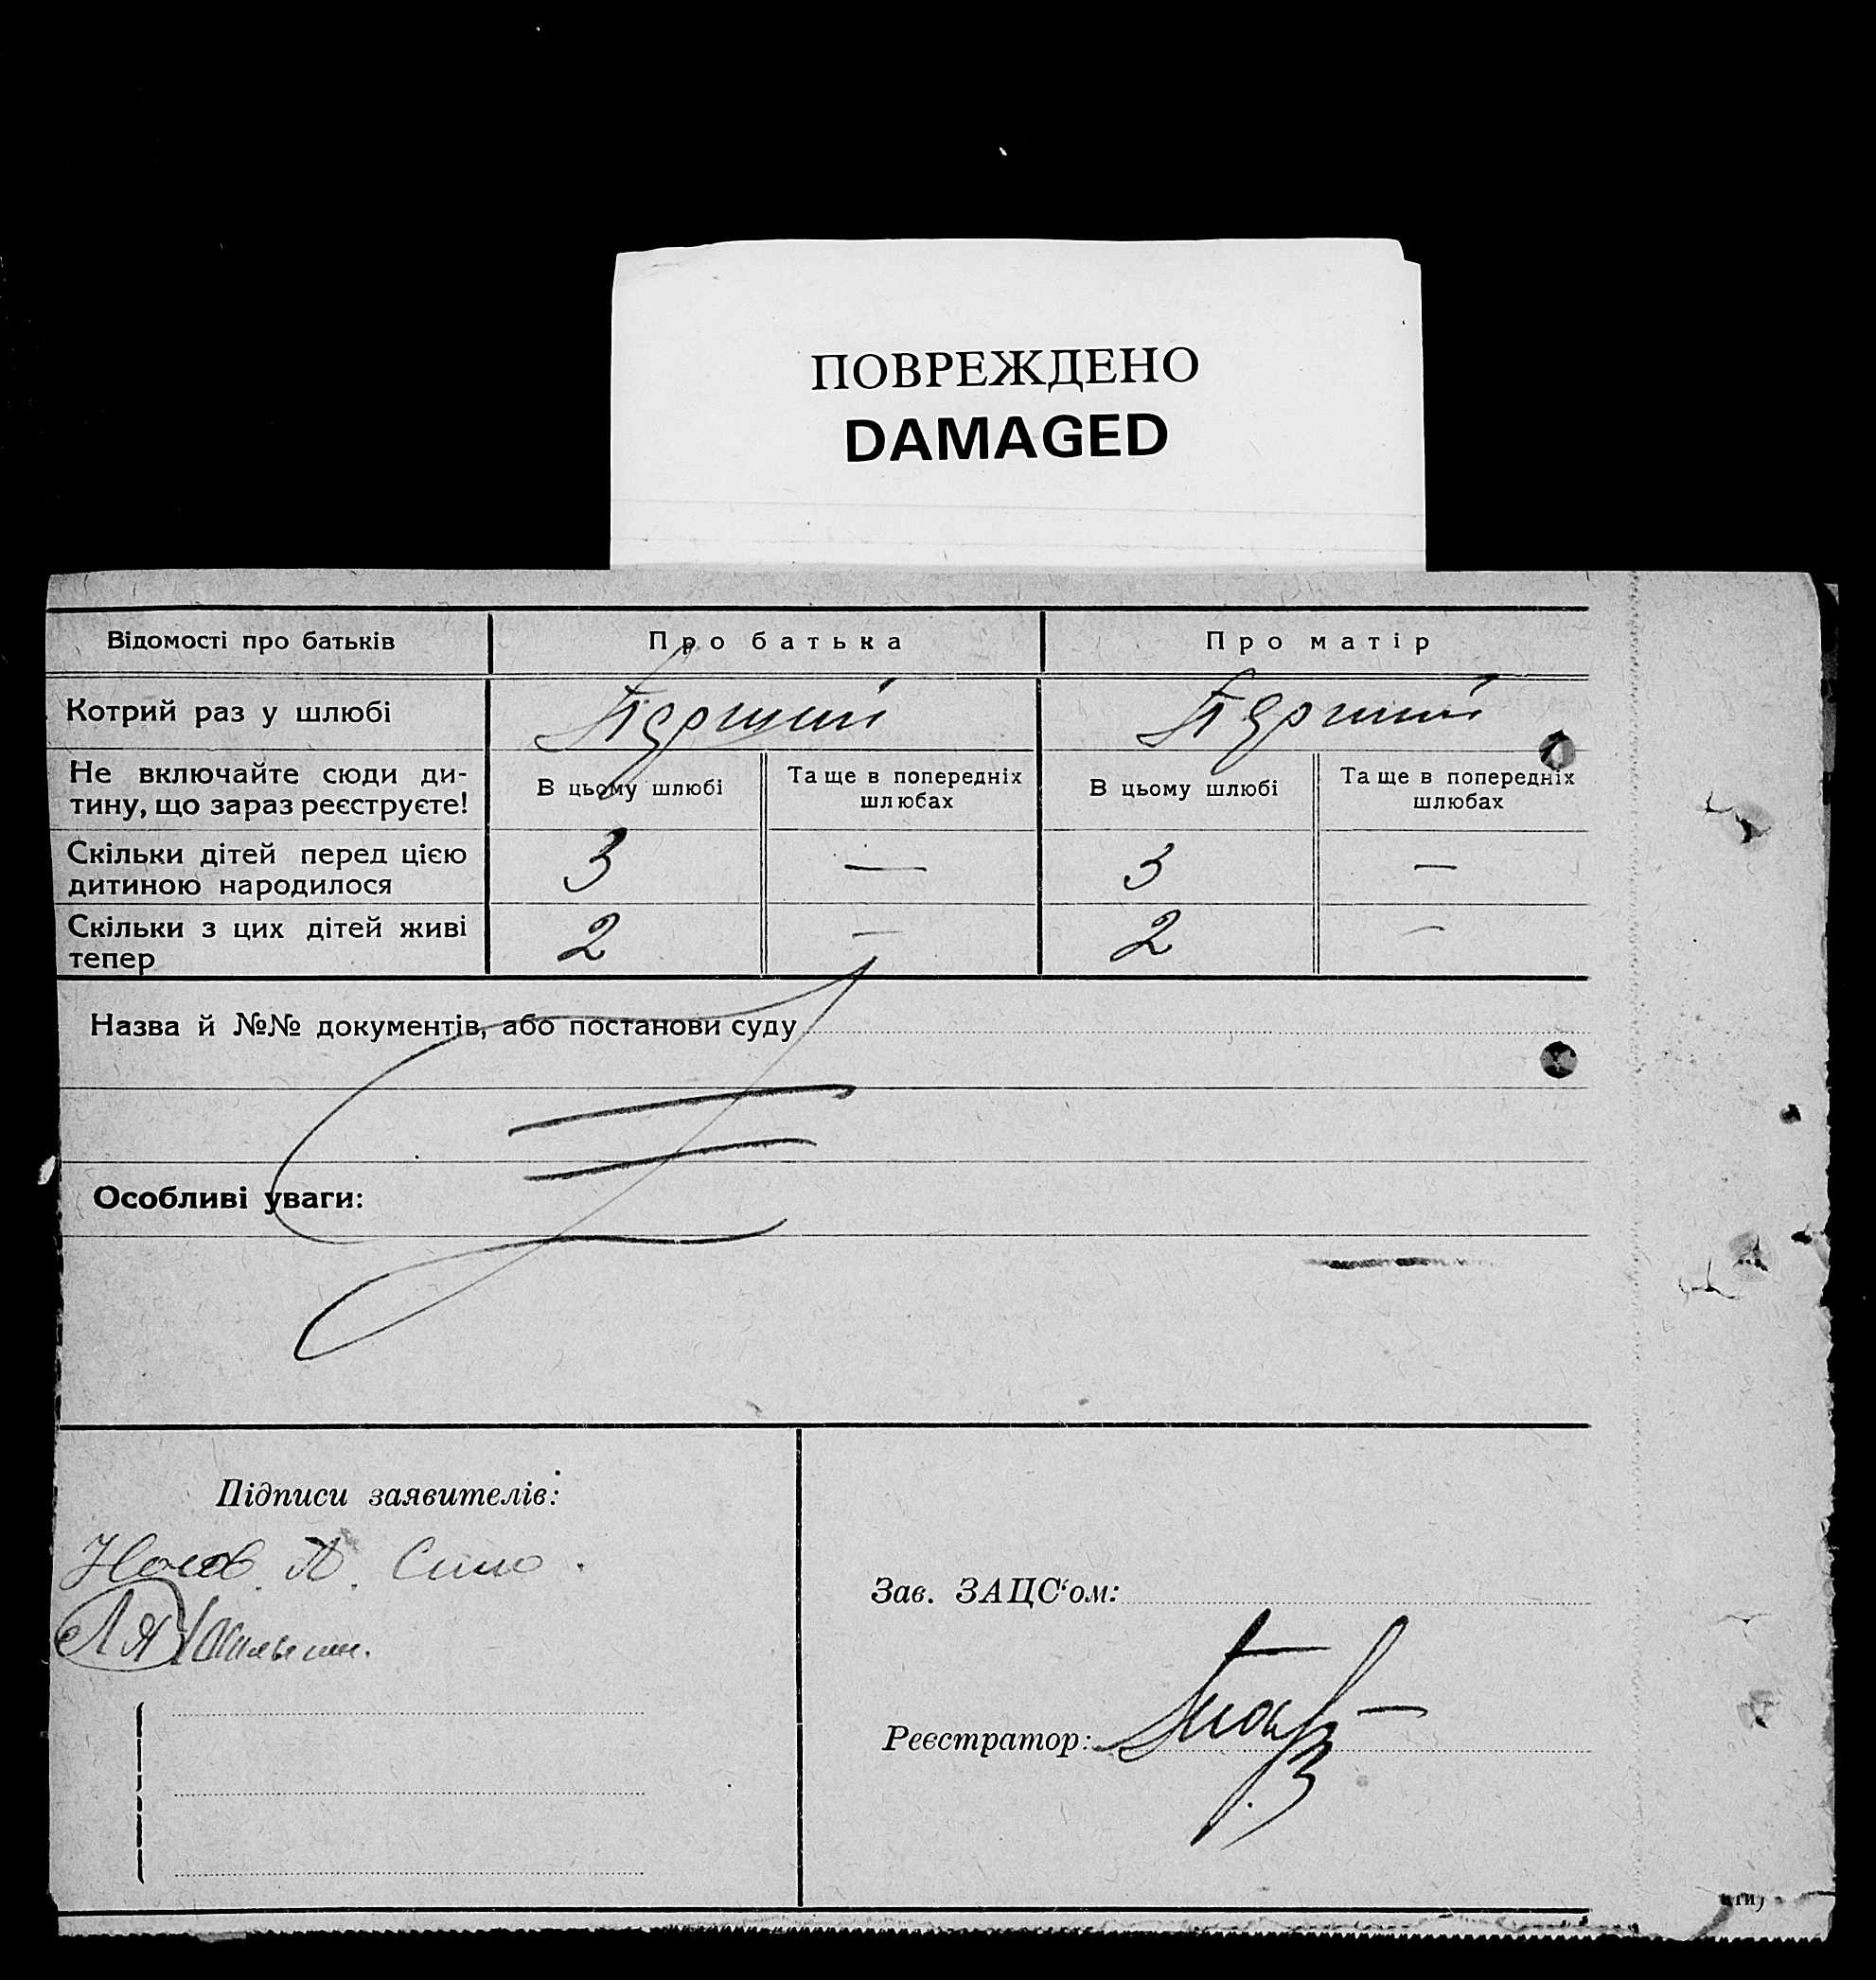 ПОВРЕЖДЕНО
DAMAGED
Відомості про батьків
Про батька
Про матір
Котрий раз у шлюбі
Перший
Перший
Не включайте сюди ди-
тину, що зараз реєструєте!
В цьому шлюбі
Та ще в попередніх
шлюбах
В цьому шлюбі
Та ще в попередніх
шлюбах
Скільки дітей перед цією
дитиною народилося
3
—
3
—
Скільки з цих дітей живі
тепер
2
—
2
—
Назва й №№ документів, або постанови суду
Особливі уваги:
Підписи заявителів:
Зав. ЗАЦС‘ом:
Реєстратор: